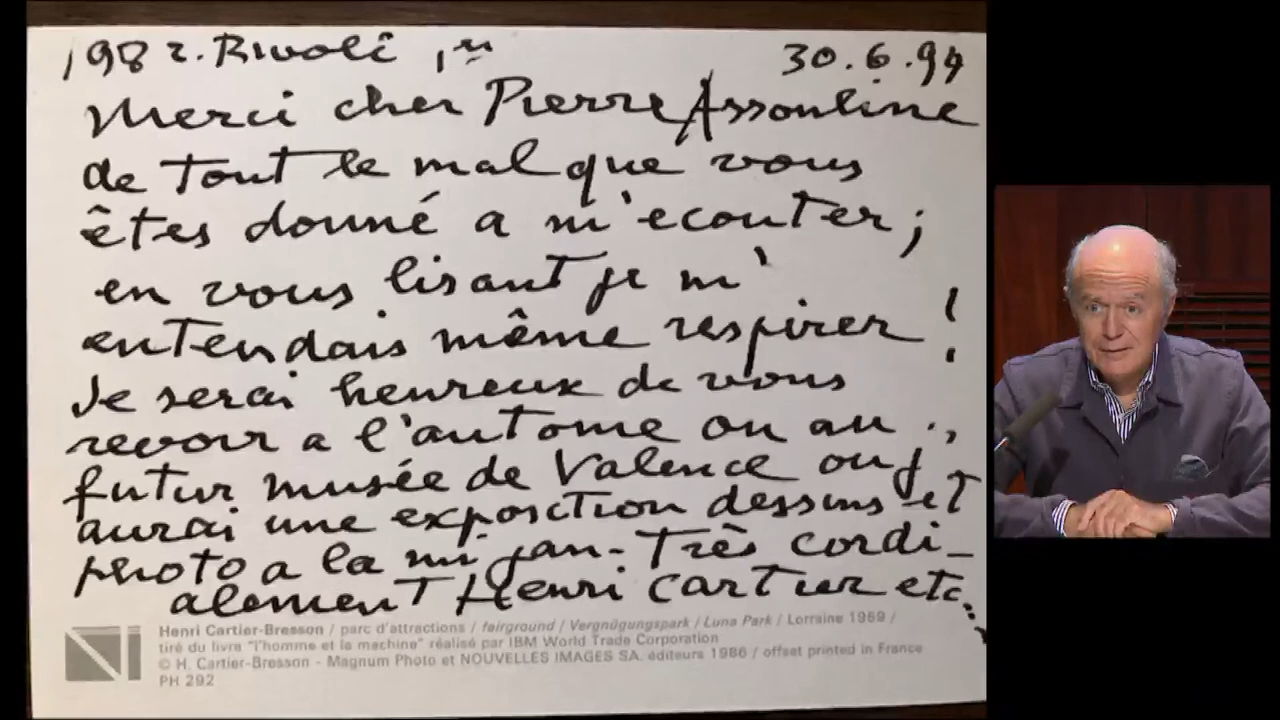 198 r. Rivoli 1er 30.6.94
Merci cher Pierre Assouline
de tout le mal que vous
êtes donné a m'ecouter;
en vous lisant je m'
entendais même respirer !
Je serai heureux de vous
revoir a l'automne ou au
futur musée de Valence ou j
aurai une exposition dessins et
photo a la mi jan- Très cordi-
alement Henri Cartier etc.
Henri Cartier-Bresson / parc d'attractions / fairground / Vergnügungspark / Luna Park / Lorraine 1959 /
tiré du livre "l'homme et la machine" réalisé par IBM World Trade Corporation
© H. Cartier-Bresson - Magnum Photo et NOUVELLES IMAGES SA. éditeurs 1986 / offset printed in France
PH 292